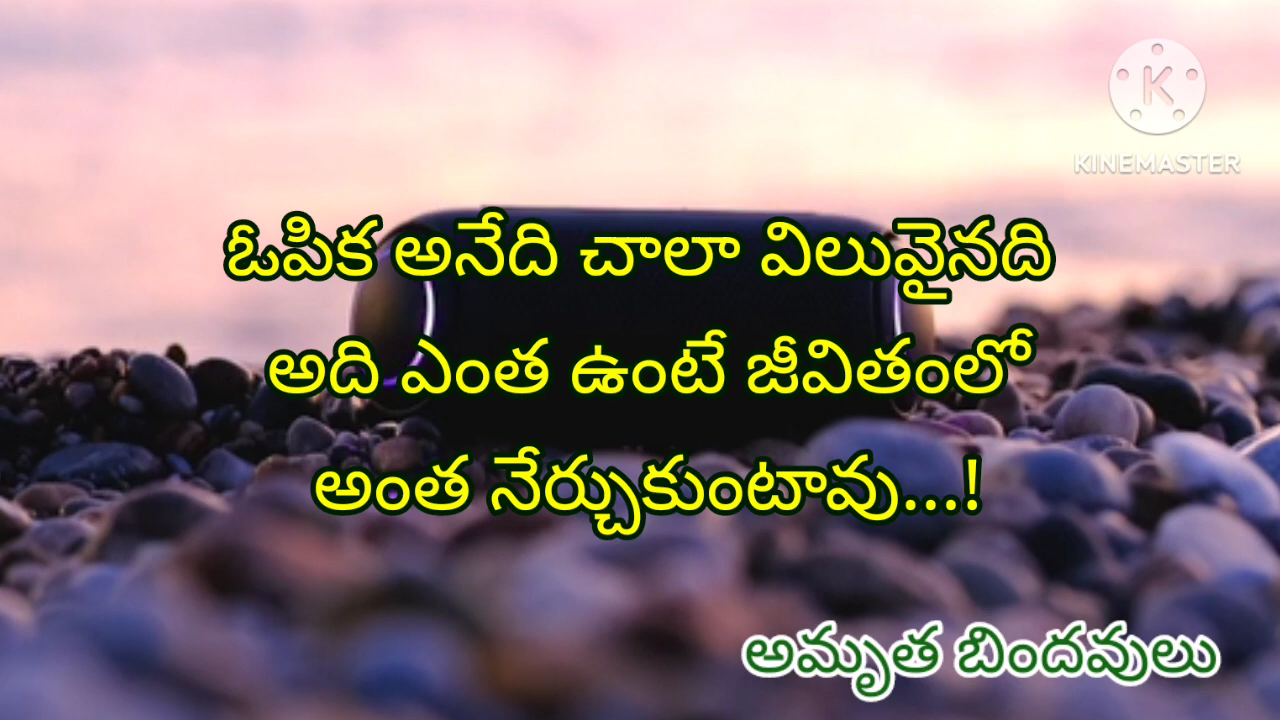 KINEMASTER
ఓపిక అనేది చాలా విలువైనది
అది ఎంత ఉంటే జీవితంలో
అంత నేర్చుకుంటావు...!
అమృత బిందవులు